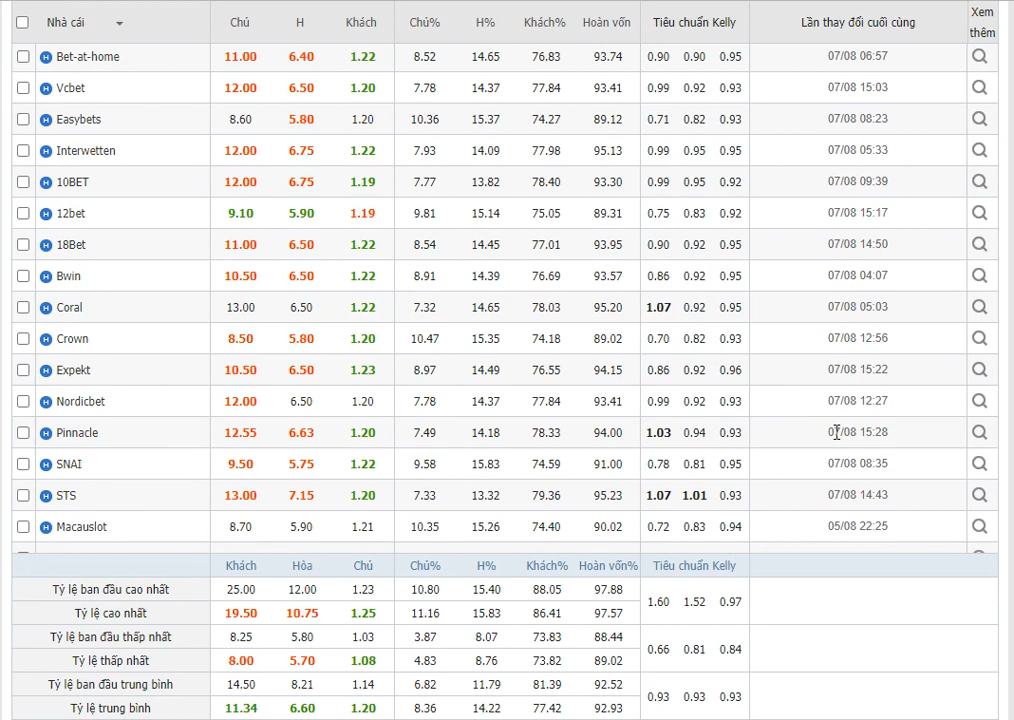 Nhà cái Chủ H Khách Chủ% H% Khách% Hoàn vốn Tiêu chuẩn Kelly Lần thay đổi cuối cùng Xem thêm
H Bet-at-home 11.00 6.40 1.22 8.52 14.65 76.83 93.74 0.90 0.90 0.95 07/08 06:57
H Vcbet 12.00 6.50 1.20 7.78 14.37 77.84 93.41 0.99 0.92 0.93 07/08 15:03
H Easybets 8.60 5.80 1.20 10.36 15.37 74.27 89.12 0.71 0.82 0.93 07/08 08:23
H Interwetten 12.00 6.75 1.22 7.93 14.09 77.98 95.13 0.99 0.95 0.95 07/08 05:33
H 10BET 12.00 6.75 1.19 7.77 13.82 78.40 93.30 0.99 0.95 0.92 07/08 09:39
H 12bet 9.10 5.90 1.19 9.81 15.14 75.05 89.31 0.75 0.83 0.92 07/08 15:17
H 18Bet 11.00 6.50 1.22 8.54 14.45 77.01 93.95 0.90 0.92 0.95 07/08 14:50
H Bwin 10.50 6.50 1.22 8.91 14.39 76.69 93.57 0.86 0.92 0.95 07/08 04:07
H Coral 13.00 6.50 1.22 7.32 14.65 78.03 95.20 1.07 0.92 0.95 07/08 05:03
H Crown 8.50 5.80 1.20 10.47 15.35 74.18 89.02 0.70 0.82 0.93 07/08 12:56
H Expekt 10.50 6.50 1.23 8.97 14.49 76.55 94.15 0.86 0.92 0.96 07/08 15:22
H Nordicbet 12.00 6.50 1.20 7.78 14.37 77.84 93.41 0.99 0.92 0.93 07/08 12:27
H Pinnacle 12.55 6.63 1.20 7.49 14.18 78.33 94.00 1.03 0.94 0.93 07/08 15:28
H SNAI 9.50 5.75 1.22 9.58 15.83 74.59 91.00 0.78 0.81 0.95 07/08 08:35
H STS 13.00 7.15 1.20 7.33 13.32 79.36 95.23 1.07 1.01 0.93 07/08 14:43
H Macauslot 8.70 5.90 1.21 10.35 15.26 74.40 90.02 0.72 0.83 0.94 05/08 22:25
Khách Hòa Chủ Chủ% H% Khách% Hoàn vốn% Tiêu chuẩn Kelly
Tỷ lệ ban đầu cao nhất 25.00 12.00 1.23 10.80 15.40 88.05 97.88 1.60 1.52 0.97
Tỷ lệ cao nhất 19.50 10.75 1.25 11.16 15.83 86.41 97.57
Tỷ lệ ban đầu thấp nhất 8.25 5.80 1.03 3.87 8.07 73.83 88.44 0.66 0.81 0.84
Tỷ lệ thấp nhất 8.00 5.70 1.08 4.83 8.76 73.82 89.02
Tỷ lệ ban đầu trung bình 14.50 8.21 1.14 6.82 11.79 81.39 92.52 0.93 0.93 0.93
Tỷ lệ trung bình 11.34 6.60 1.20 8.36 14.22 77.42 92.93